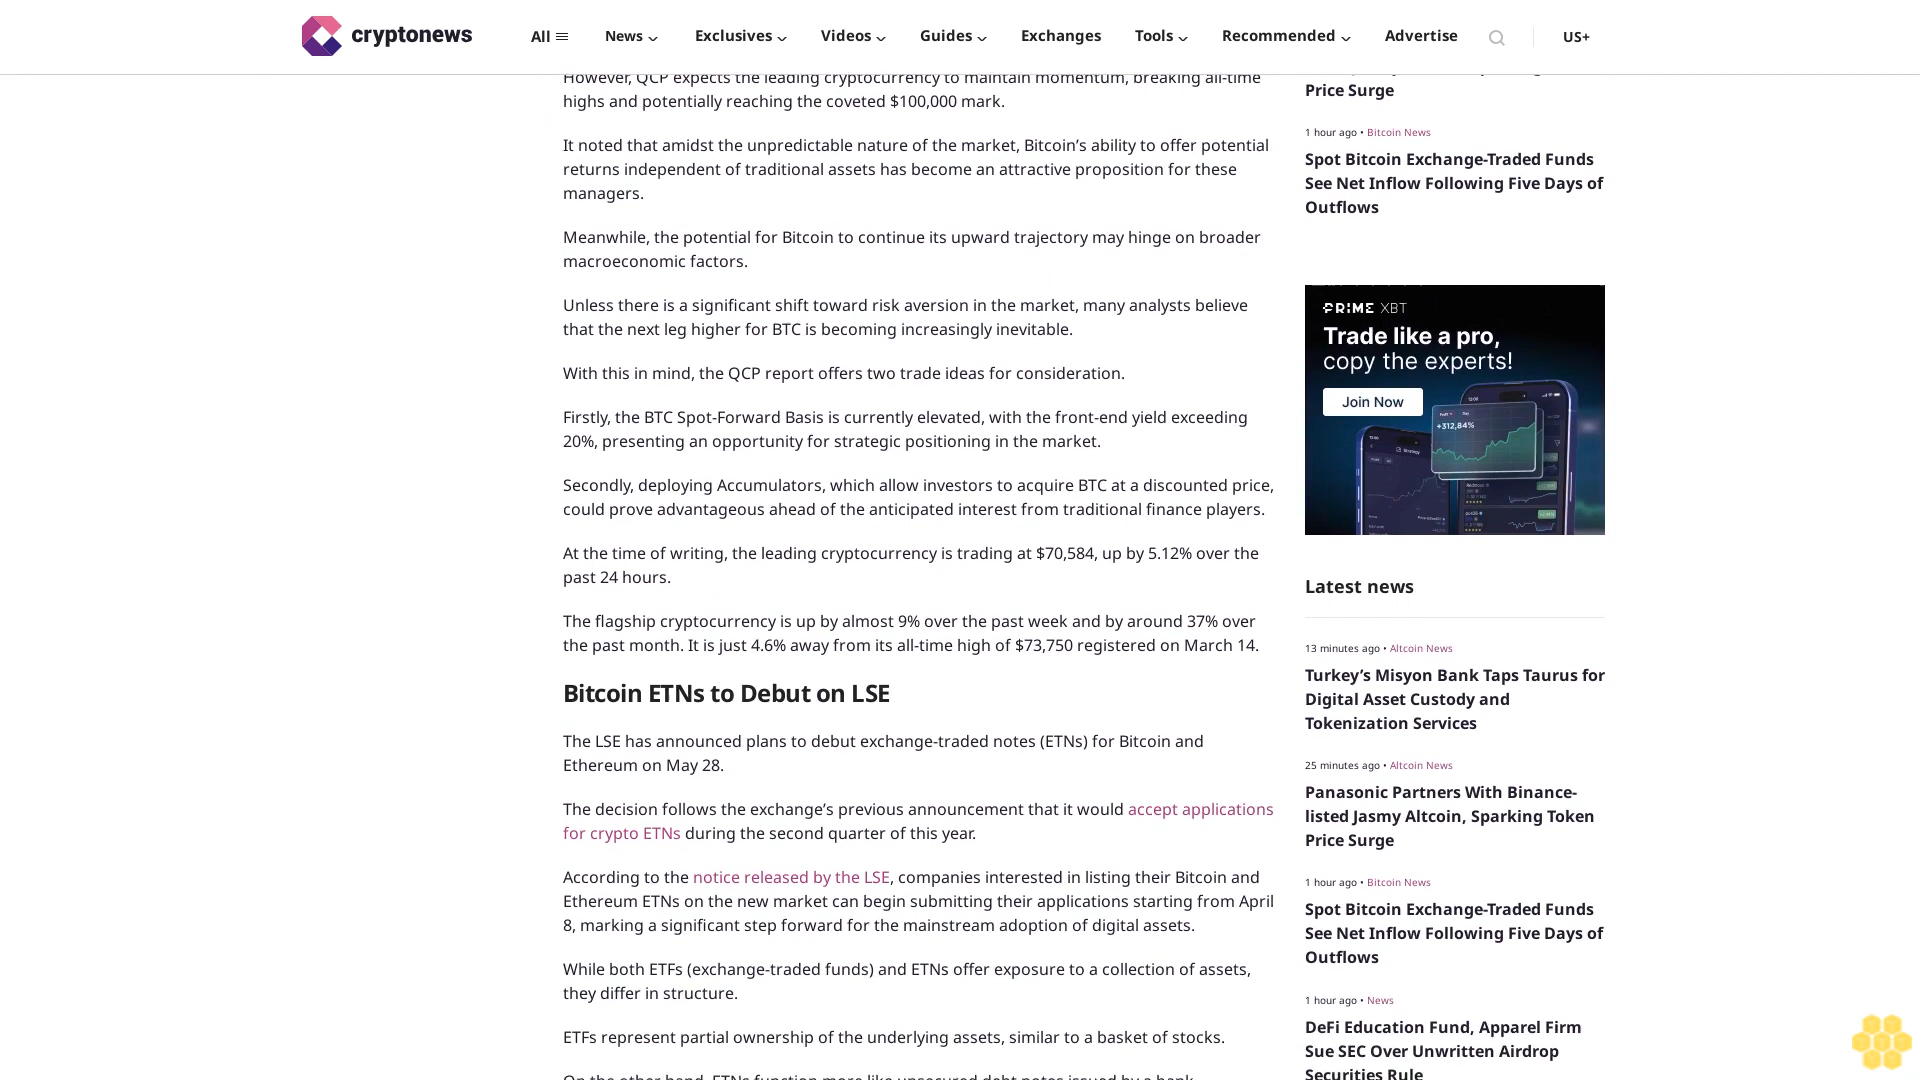 cryptonews
All
News
Exclusives
Videos
Guides
Exchanges
Tools
Recommended
Advertise
US+
However, QCP expects the leading cryptocurrency to maintain momentum, breaking all-time
highs and potentially reaching the coveted $100,000 mark.
It noted that amidst the unpredictable nature of the market, Bitcoin’s ability to offer potential
returns independent of traditional assets has become an attractive proposition for these
managers.
Meanwhile, the potential for Bitcoin to continue its upward trajectory may hinge on broader
macroeconomic factors.
Unless there is a significant shift toward risk aversion in the market, many analysts believe
that the next leg higher for BTC is becoming increasingly inevitable.
With this in mind, the QCP report offers two trade ideas for consideration.
Firstly, the BTC Spot-Forward Basis is currently elevated, with the front-end yield exceeding
20%, presenting an opportunity for strategic positioning in the market.
Secondly, deploying Accumulators, which allow investors to acquire BTC at a discounted price,
could prove advantageous ahead of the anticipated interest from traditional finance players.
At the time of writing, the leading cryptocurrency is trading at $70,584, up by 5.12% over the
past 24 hours.
The flagship cryptocurrency is up by almost 9% over the past week and by around 37% over
the past month. It is just 4.6% away from its all-time high of $73,750 registered on March 14.
Bitcoin ETNs to Debut on LSE
The LSE has announced plans to debut exchange-traded notes (ETNs) for Bitcoin and
Ethereum on May 28.
The decision follows the exchange’s previous announcement that it would accept applications
for crypto ETNs during the second quarter of this year.
According to the notice released by the LSE, companies interested in listing their Bitcoin and
Ethereum ETNs on the new market can begin submitting their applications starting from April
8, marking a significant step forward for the mainstream adoption of digital assets.
While both ETFs (exchange-traded funds) and ETNs offer exposure to a collection of assets,
they differ in structure.
ETFs represent partial ownership of the underlying assets, similar to a basket of stocks.
On the other hand, ETNs function more like unsecured debt notes issued by a bank.
Price Surge
1 hour ago • Bitcoin News
Spot Bitcoin Exchange-Traded Funds
See Net Inflow Following Five Days of
Outflows
PRIME XBT
Trade like a pro,
copy the experts!
Join Now
+312,84%
Latest news
13 minutes ago • Altcoin News
Turkey’s Misyon Bank Taps Taurus for
Digital Asset Custody and
Tokenization Services
25 minutes ago • Altcoin News
Panasonic Partners With Binance-
listed Jasmy Altcoin, Sparking Token
Price Surge
1 hour ago • Bitcoin News
Spot Bitcoin Exchange-Traded Funds
See Net Inflow Following Five Days of
Outflows
1 hour ago • News
DeFi Education Fund, Apparel Firm
Sue SEC Over Unwritten Airdrop
Securities Rule